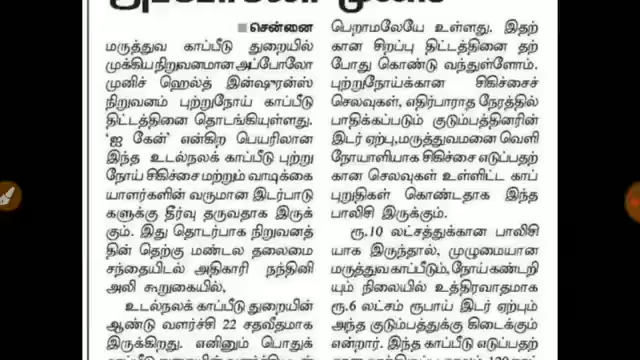 ■ சென்னை
மருத்துவ காப்பீடு துறையில்
முக்கிய நிறுவனமான அப்போலோ
முனிச் ஹெல்த் இன்ஷுரன்ஸ்
நிறுவனம் புற்றுநோய் காப்பீடு
திட்டத்தினை தொடங்கியுள்ளது.
'ஐ கேன்' என்கிற பெயரிலான
இந்த உடல்நலக் காப்பீடு புற்று
நோய் சிகிச்சை மற்றும் வாடிக்கை
யாளர்களின் வருமான இடர்பாடு
களுக்கு தீர்வு தருவதாக இருக்
கும். இது தொடர்பாக நிறுவனத்
தின் தெற்கு மண்டல தலைமை
சந்தையிடல் அதிகாரி நந்தினி
அலி கூறுகையில்,
உடல்நலக் காப்பீடு துறையின்
ஆண்டு வளர்ச்சி 22 சதவீதமாக
இருக்கிறது. எனினும் பொதுக்
பெறாமலேயே உள்ளது. இதற்
கான சிறப்பு திட்டத்தினை தற்
போது கொண்டு வந்துள்ளோம்.
புற்றுநோய்க்கான சிகிச்சைச்
செலவுகள், எதிர்பாராத நேரத்தில்
பாதிக்கப்படும் குடும்பத்தினரின்
இடர் ஏற்பு, மருத்துவமனை வெளி
நோயாளியாக சிகிச்சை எடுப்பதற்
கான செலவுகள் உள்ளிட்ட காப்
புறுதிகள் கொண்டதாக இந்த
பாலிசி இருக்கும்.
ரூ.10 லட்சத்துக்கான பாலிசி
யாக இருந்தால், முழுமையான
மருத்துவ காப்பீடும், நோய் கண்டறி
யும் நிலையில் உத்திரவாதமாக
ரூ.6 லட்சம் ரூபாய் இடர் ஏற்பும்
அந்த குடும்பத்துக்கு கிடைக்கும்
என்றார். இந்த காப்பீடு எடுப்பதற்